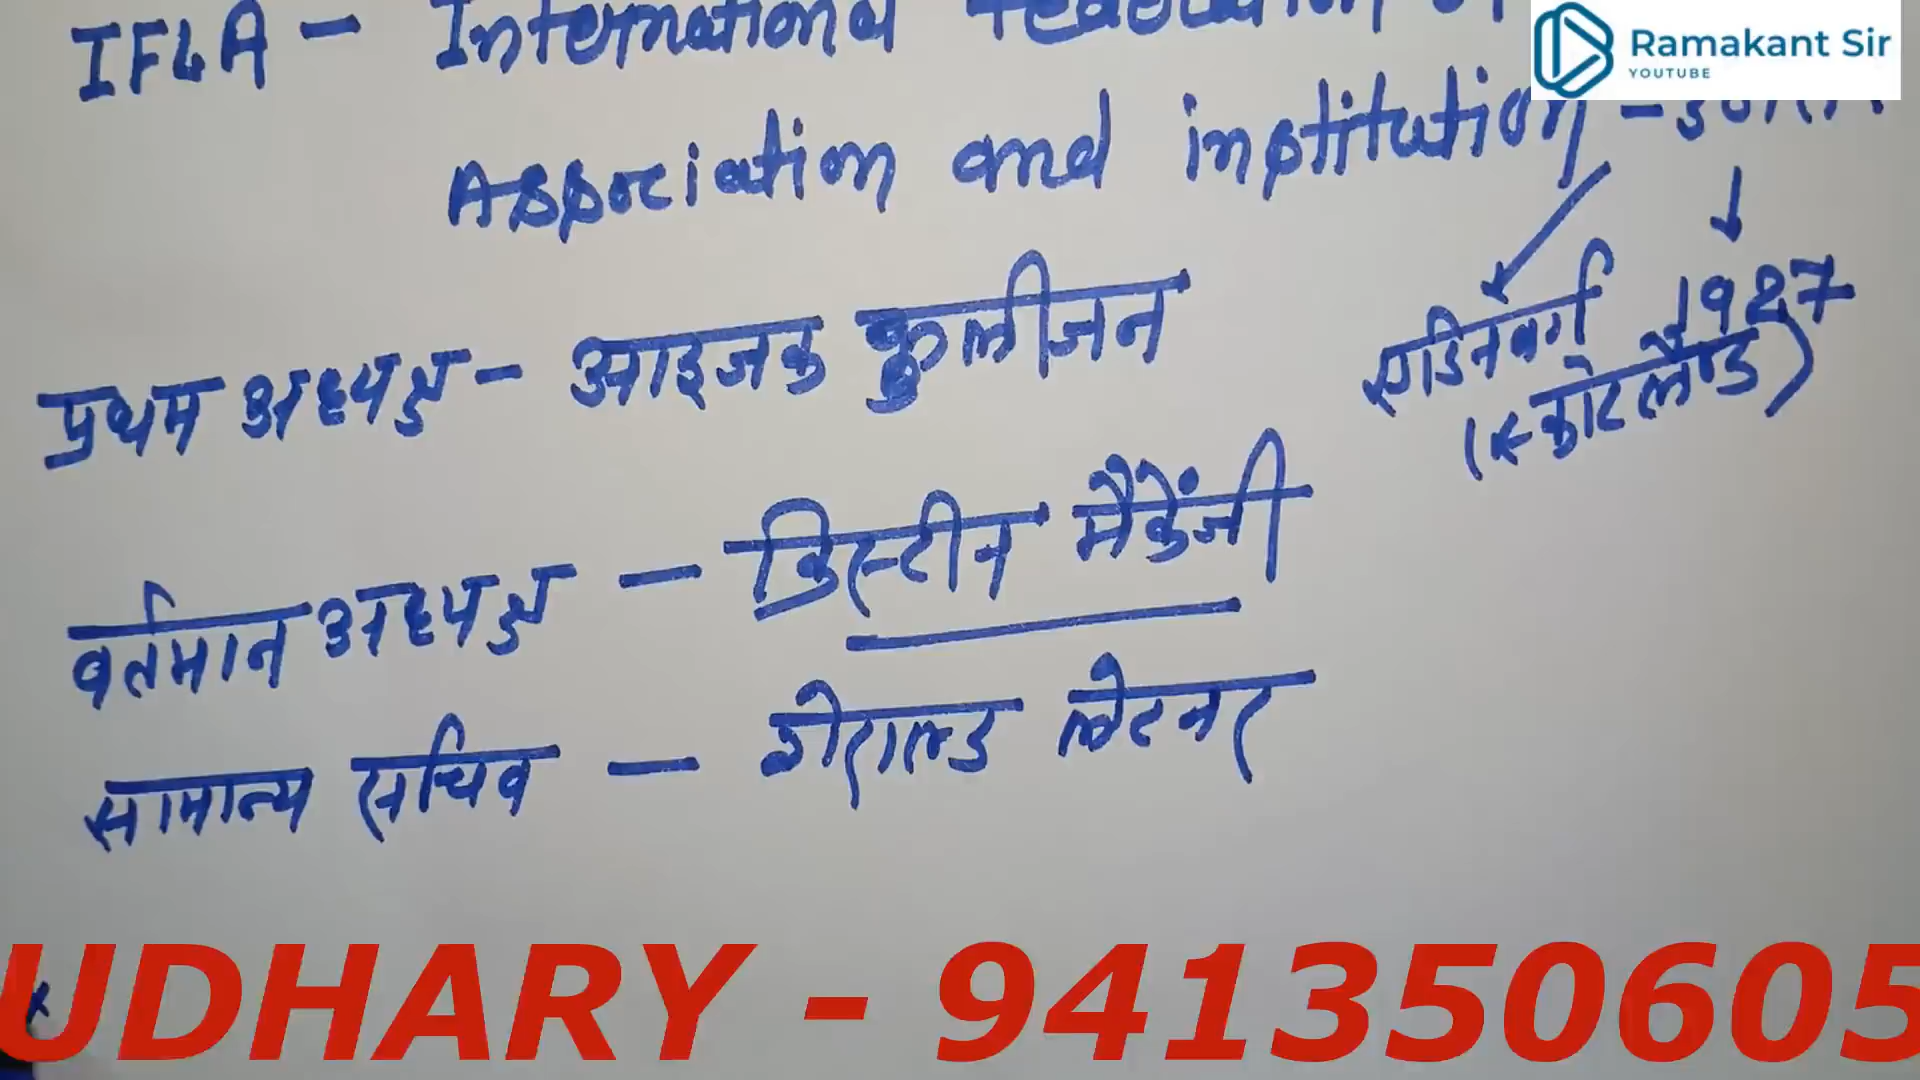 IFLA - International Federation
Ramakant Sir
YOUTUBE
Association and institution -
प्रथम अध्यक्ष - आइजक कुलीजन
एडिनबर्ग 1927
(स्कोटलैण्ड)
वर्तमान अध्यक्ष - क्रिस्टीन मैकेंजी
सामान्य सचिव - गेराल्ड लेटनर
UDHARY - 941350605